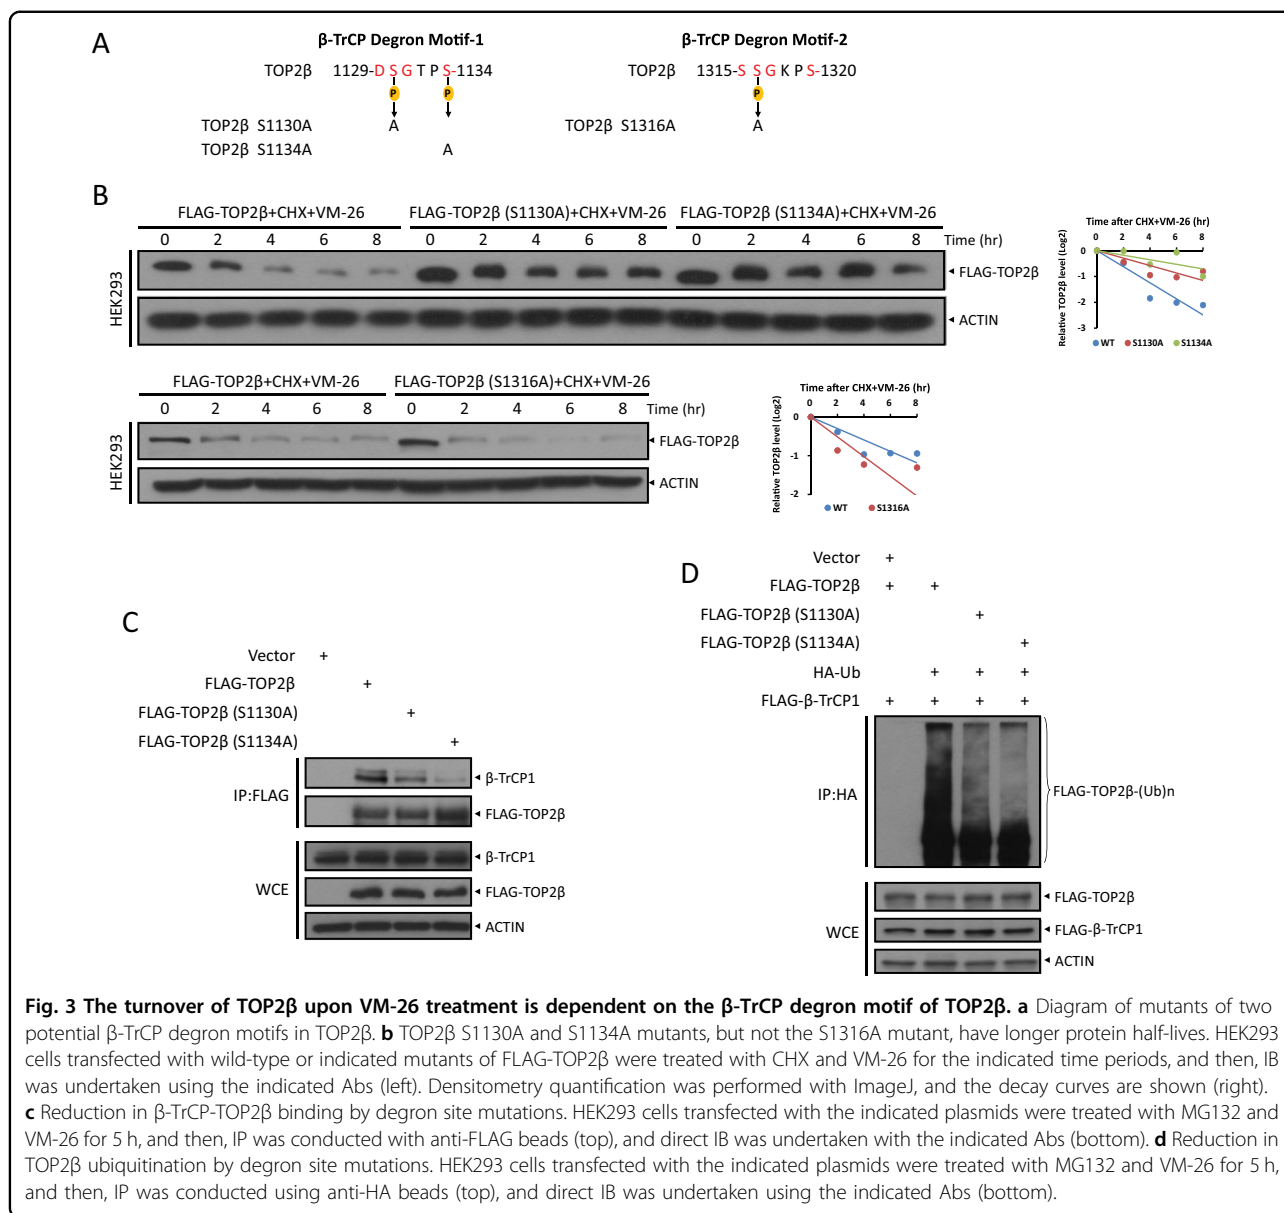 A
β-TrCP Degron Motif-1 β-TrCP Degron Motif-2
TOP2β 1129-D S G T P S-1134 TOP2β 1315-S S G K P S-1320
P P P
TOP2β S1130A A TOP2β S1316A A
TOP2β S1134A A
B
FLAG-TOP2β+CHX+VM-26 FLAG-TOP2β (S1130A)+CHX+VM-26 FLAG-TOP2β (S1134A)+CHX+VM-26
0 2 4 6 8 0 2 4 6 8 0 2 4 6 8 Time (hr)
HEK293
FLAG-TOP2β
ACTIN
Time after CHX+VM-26 (hr)
0 2 4 6 8
Relative TOP2β level (Log2)
0
-1
-2
-3
WT S1130A S1134A
FLAG-TOP2β+CHX+VM-26 FLAG-TOP2β (S1316A)+CHX+VM-26
0 2 4 6 8 0 2 4 6 8 Time (hr)
HEK293
FLAG-TOP2β
ACTIN
Time after CHX+VM-26 (hr)
0 2 4 6 8
Relative TOP2β level (Log2)
0
-1
-2
WT S1316A
C
Vector +
FLAG-TOP2β +
FLAG-TOP2β (S1130A) +
FLAG-TOP2β (S1134A) +
IP:FLAG
β-TrCP1
FLAG-TOP2β
WCE
β-TrCP1
FLAG-TOP2β
ACTIN
D
Vector +
FLAG-TOP2β + +
FLAG-TOP2β (S1130A) +
FLAG-TOP2β (S1134A) +
HA-Ub + + +
FLAG-β-TrCP1 + + + +
IP:HA
FLAG-TOP2β-(Ub)n
WCE
FLAG-TOP2β
FLAG-β-TrCP1
ACTIN
Fig. 3 The turnover of TOP2β upon VM-26 treatment is dependent on the β-TrCP degron motif of TOP2β. a Diagram of mutants of two
potential β-TrCP degron motifs in TOP2β. b TOP2β S1130A and S1134A mutants, but not the S1316A mutant, have longer protein half-lives. HEK293
cells transfected with wild-type or indicated mutants of FLAG-TOP2β were treated with CHX and VM-26 for the indicated time periods, and then, IB
was undertaken using the indicated Abs (left). Densitometry quantification was performed with ImageJ, and the decay curves are shown (right).
c Reduction in β-TrCP-TOP2β binding by degron site mutations. HEK293 cells transfected with the indicated plasmids were treated with MG132 and
VM-26 for 5 h, and then, IP was conducted with anti-FLAG beads (top), and direct IB was undertaken with the indicated Abs (bottom). d Reduction in
TOP2β ubiquitination by degron site mutations. HEK293 cells transfected with the indicated plasmids were treated with MG132 and VM-26 for 5 h,
and then, IP was conducted using anti-HA beads (top), and direct IB was undertaken using the indicated Abs (bottom).